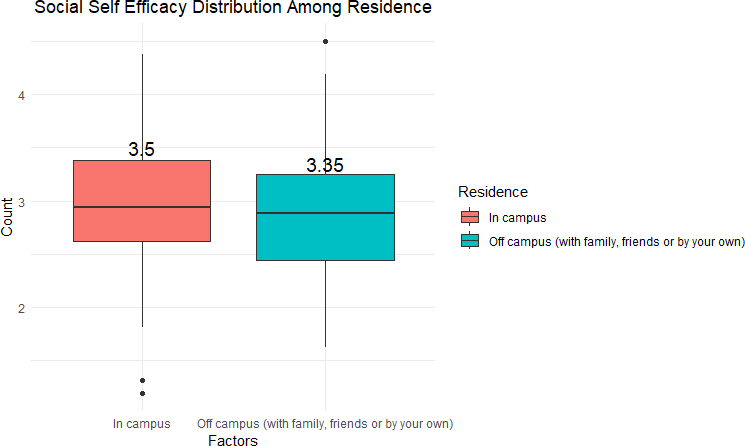 Social Self Efficacy Distribution Among Residence
4
3
2
Count
3.5
3.35
In campus
Off campus (with family, friends or by your own)
Factors
Residence
In campus
Off campus (with family, friends or by your own)